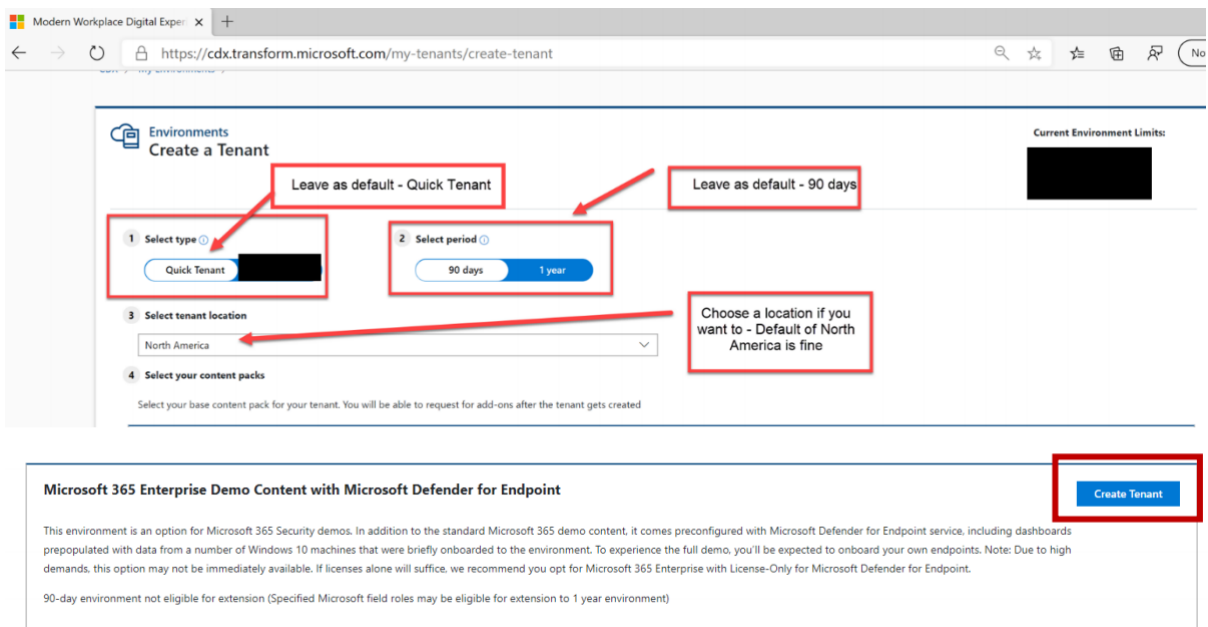 Modern Workplace Digital Exper
https://cdx.transform.microsoft.com/my-tenants/create-tenant
No
Environments
Create a Tenant
Current Environment Limits:
Leave as default - Quick Tenant
Leave as default - 90 days
1 Select type
2 Select period
Quick Tenant
90 days
1 year
3 Select tenant location
Choose a location if you
want to - Default of North
America is fine
North America
4 Select your content packs
Select your base content pack for your tenant. You will be able to request for add-ons after the tenant gets created
Microsoft 365 Enterprise Demo Content with Microsoft Defender for Endpoint
Create Tenant
This environment is an option for Microsoft 365 Security demos. In addition to the standard Microsoft 365 demo content, it comes preconfigured with Microsoft Defender for Endpoint service, including dashboards
prepopulated with data from a number of Windows 10 machines that were briefly onboarded to the environment. To experience the full demo, you'll be expected to onboard your own endpoints. Note: Due to high
demands, this option may not be immediately available. If licenses alone will suffice, we recommend you opt for Microsoft 365 Enterprise with License-Only for Microsoft Defender for Endpoint.
90-day environment not eligible for extension (Specified Microsoft field roles may be eligible for extension to 1 year environment)